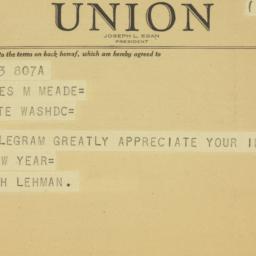 UNION
JOSEPH L. EGAN
PRESIDENT
to the terms on back hereof, which are hereby agreed to
3 807A
ES M MEADE=
TE WASHDC=
LEGRAM GREATLY APPRECIATE YOUR I
W YEAR=
H LEHMAN.